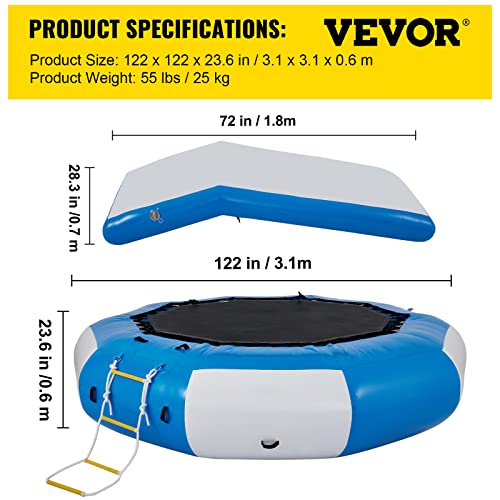 PRODUCT SPECIFICATIONS:
VEVOR®
Product Size: 122 x 122 x 23.6 in / 3.1 x 3.1 x 0.6 m
Product Weight: 55 lbs / 25 kg
72 in / 1.8m
28.3 in /0.7 m
122 in / 3.1m
23.6 in /0.6 m